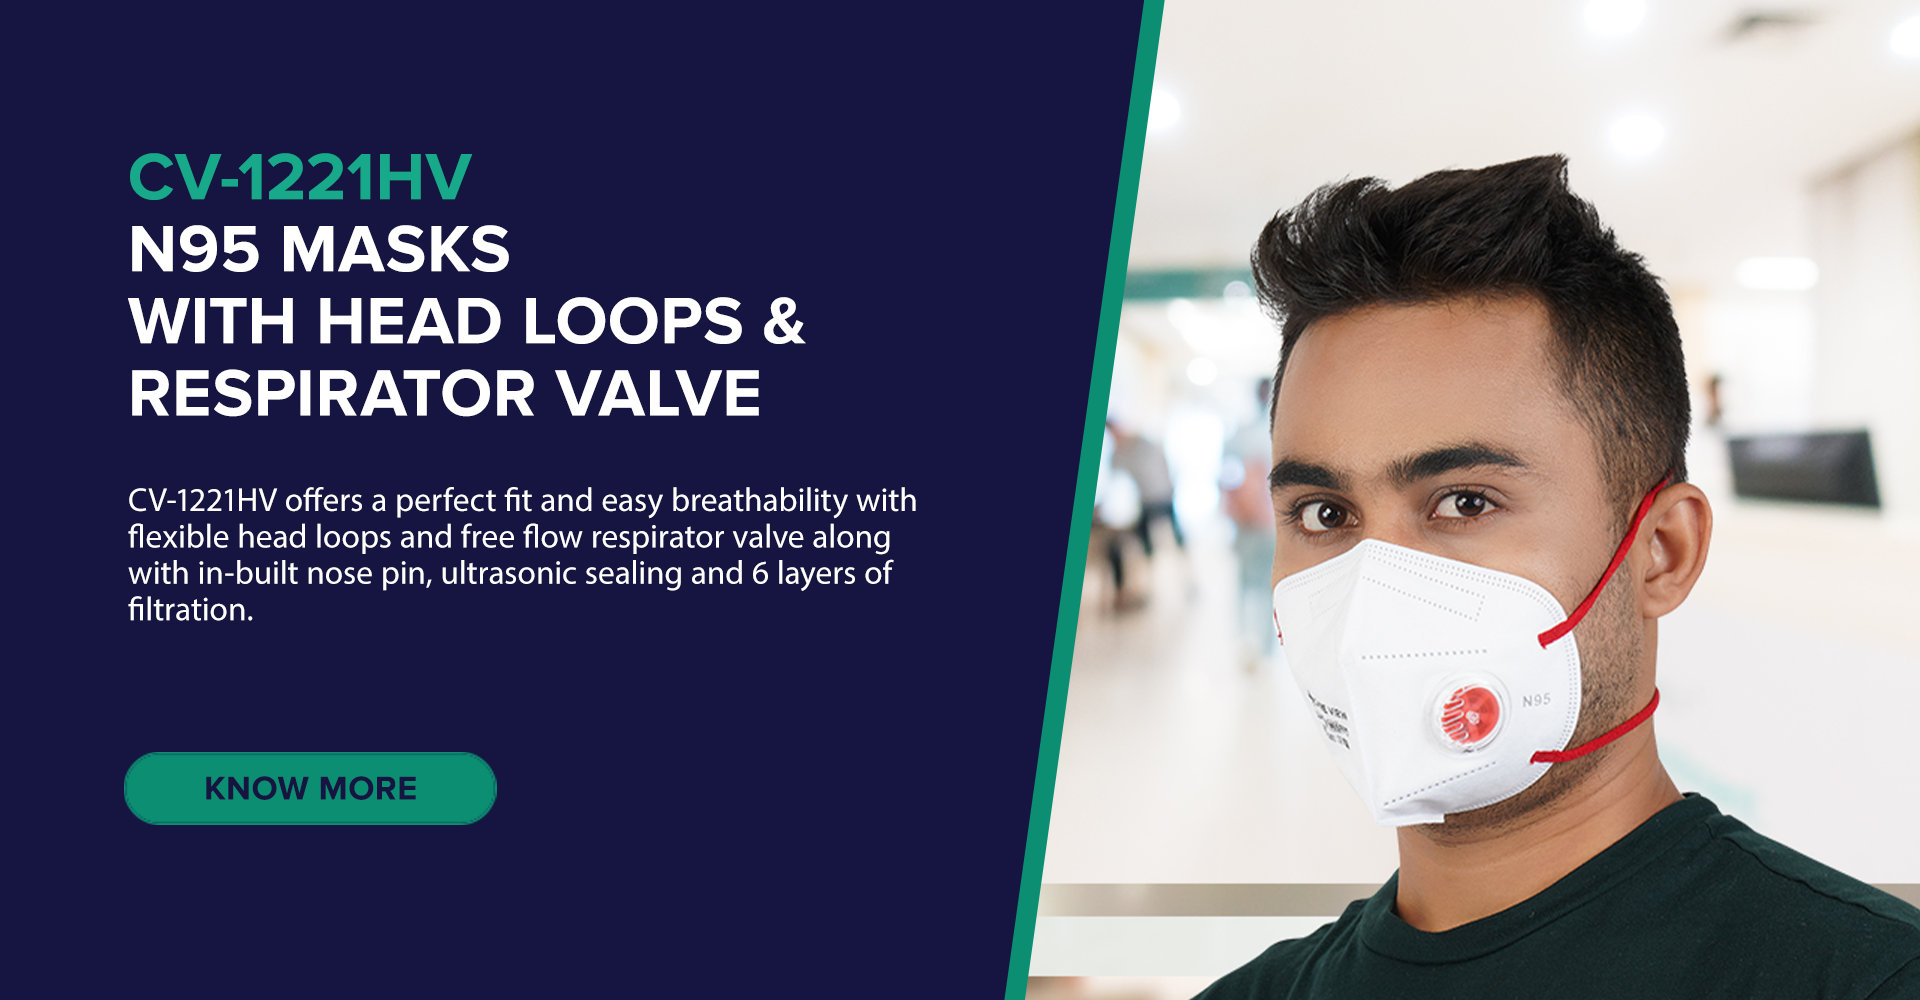 CV-1221HV
N95 MASKS
WITH HEAD LOOPS &
RESPIRATOR VALVE
CV-1221HV offers a perfect fit and easy breathability with
flexible head loops and free flow respirator valve along
with in-built nose pin, ultrasonic sealing and 6 layers of
filtration.
KNOW MORE
N95